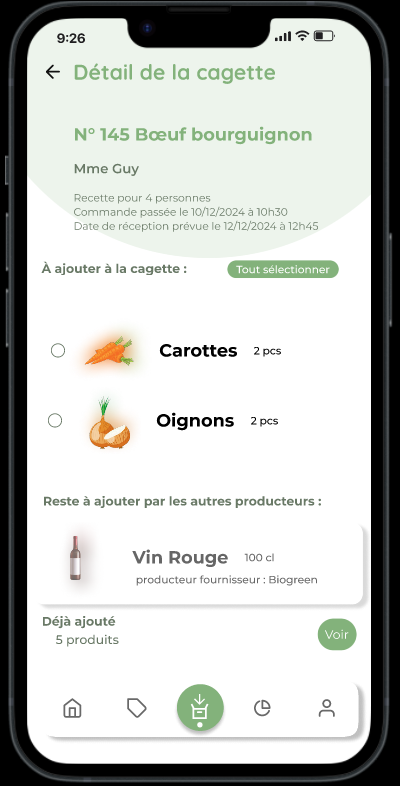 9:26
Détail de la cagette
N° 145 Bœuf bourguignon
Mme Guy
Recette pour 4 personnes
Commande passée le 10/12/2024 à 10h30
Date de réception prévue le 12/12/2024 à 12h45
À ajouter à la cagette :
Tout sélectionner
Carottes 2 pcs
Oignons 2 pcs
Reste à ajouter par les autres producteurs :
Vin Rouge 100 cl
producteur fournisseur : Biogreen
Déjà ajouté
5 produits
Voir